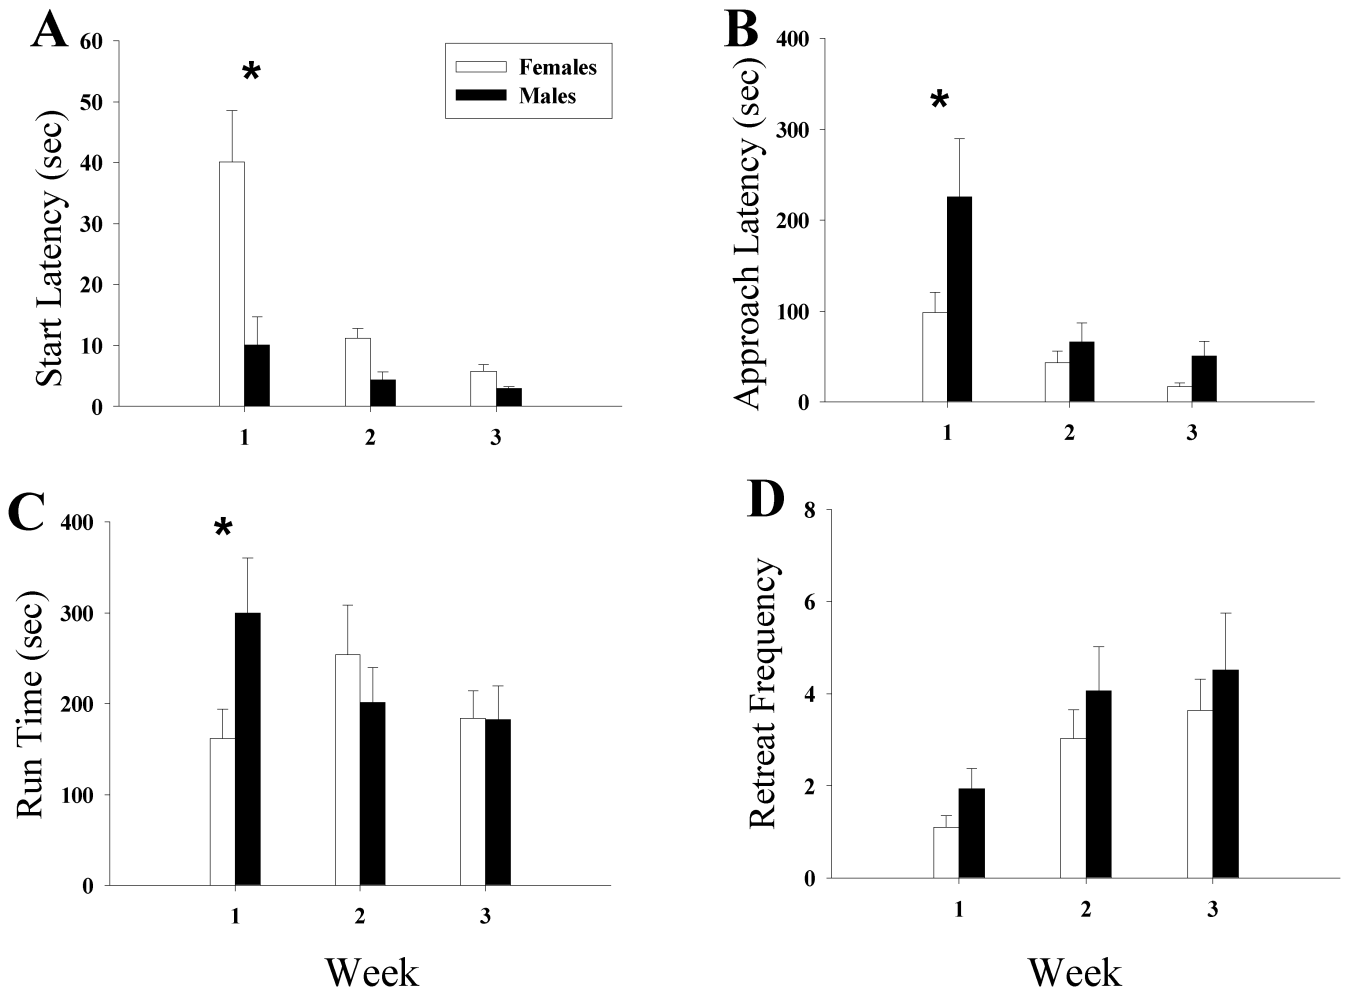 A
Start Latency (sec)
60
50
40
30
20
10
0
*
Females
Males
1 2 3
B
Approach Latency (sec)
400
300
200
100
0
*
1 2 3
C
Run Time (sec)
400
300
200
100
0
*
1 2 3
Week
D
Retreat Frequency
8
6
4
2
0
1 2 3
Week